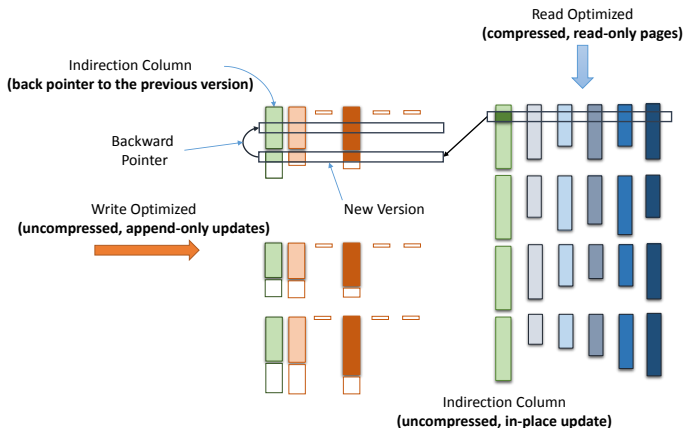 Read Optimized
(compressed, read-only pages)
Indirection Column
(back pointer to the previous version)
Backward
Pointer
New Version
Write Optimized
(uncompressed, append-only updates)
Indirection Column
(uncompressed, in-place update)